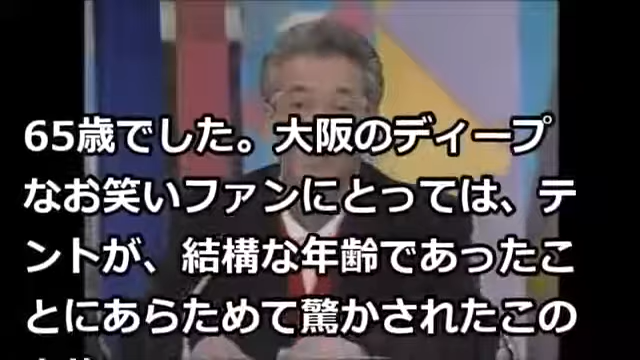 65歳でした。大阪のディープ
なお笑いファンにとっては、テ
ントが、結構な年齢であったこ
とにあらためて驚かされたこの